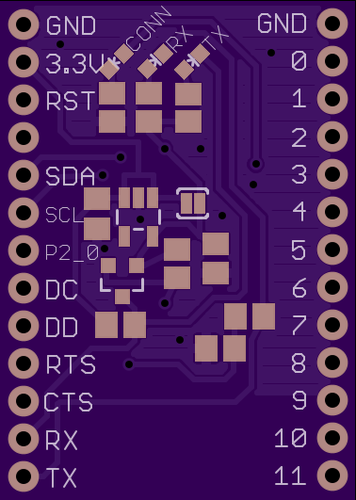 GND
3.3V
RST
SDA
SCL
P2_0
DC
DD
RTS
CTS
RX
TX
CONN
RX
TX
GND
0
1
2
3
4
5
6
7
8
9
10
11